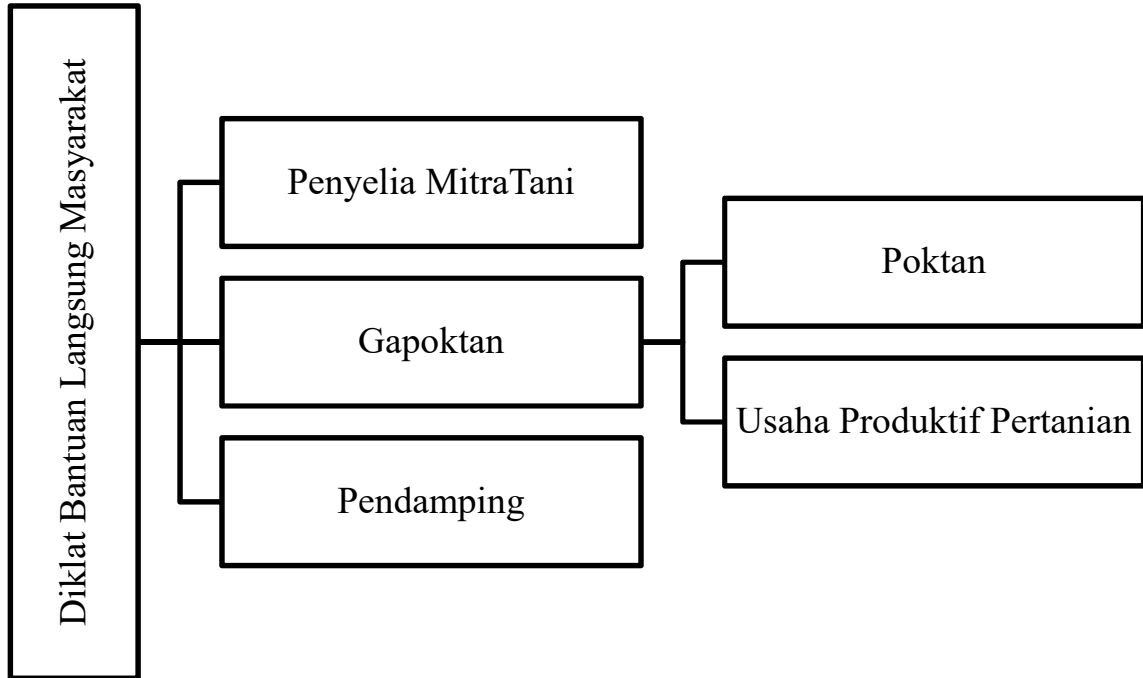 Diklat Bantuan Langsung Masyarakat
Penyelia MitraTani
Gapoktan
Pendamping
Poktan
Usaha Produktif Pertanian